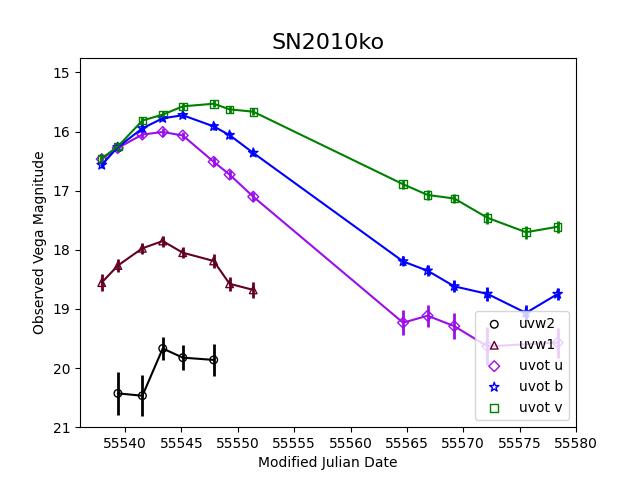 SN2010ko
Observed Vega Magnitude
15
16
17
18
19
20
21
uvw2
uvw1
uvot u
uvot b
uvot v
55540 55545 55550 55555 55560 55565 55570 55575 55580
Modified Julian Date